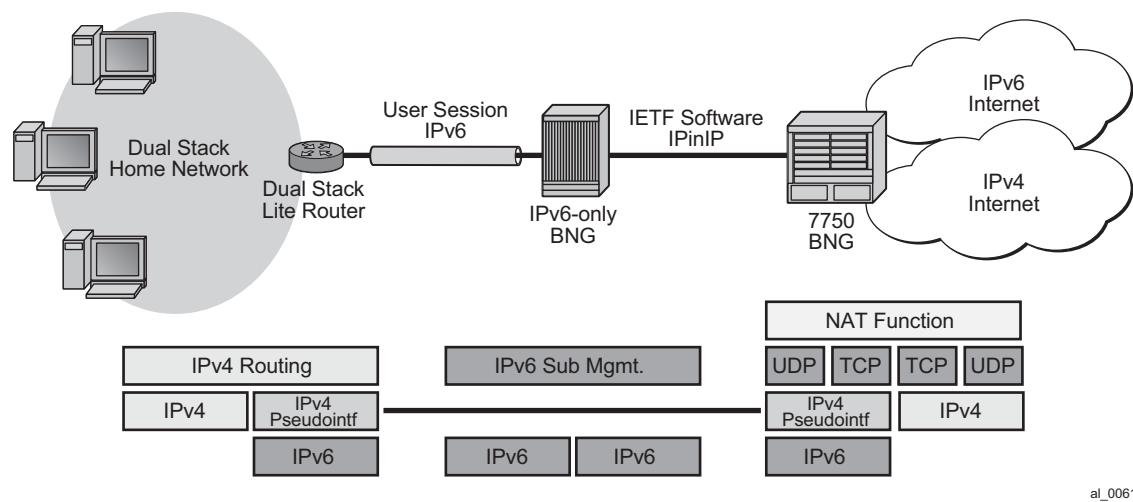 Dual Stack
Home Network
Dual Stack
Lite Router
User Session
IPv6
IPv6-only
BNG
IETF Software
IPinIP
7750
BNG
IPv6
Internet
IPv4
Internet
NAT Function
IPv4 Routing
IPv6 Sub Mgmt.
UDP
TCP
TCP
UDP
IPv4
IPv4
Pseudointf
IPv4
Pseudointf
IPv4
IPv6
IPv6
IPv6
IPv6
al_0061